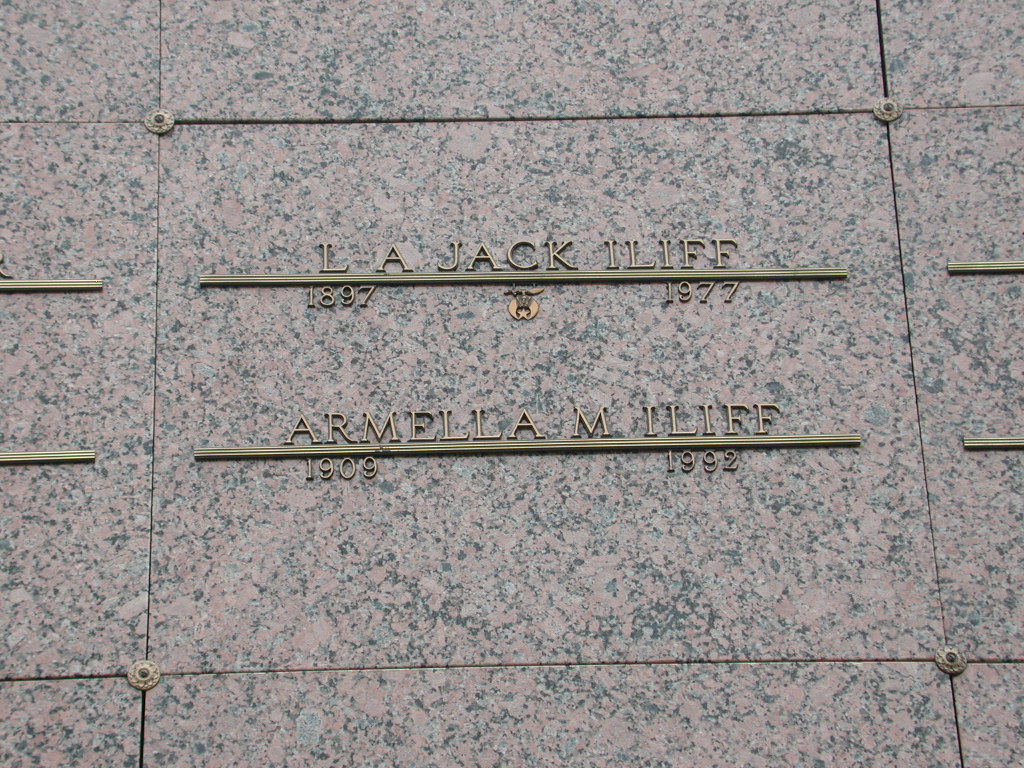 L A JACK ILIFF
1897 1977
ARMELLA M ILIFF
1909 1992